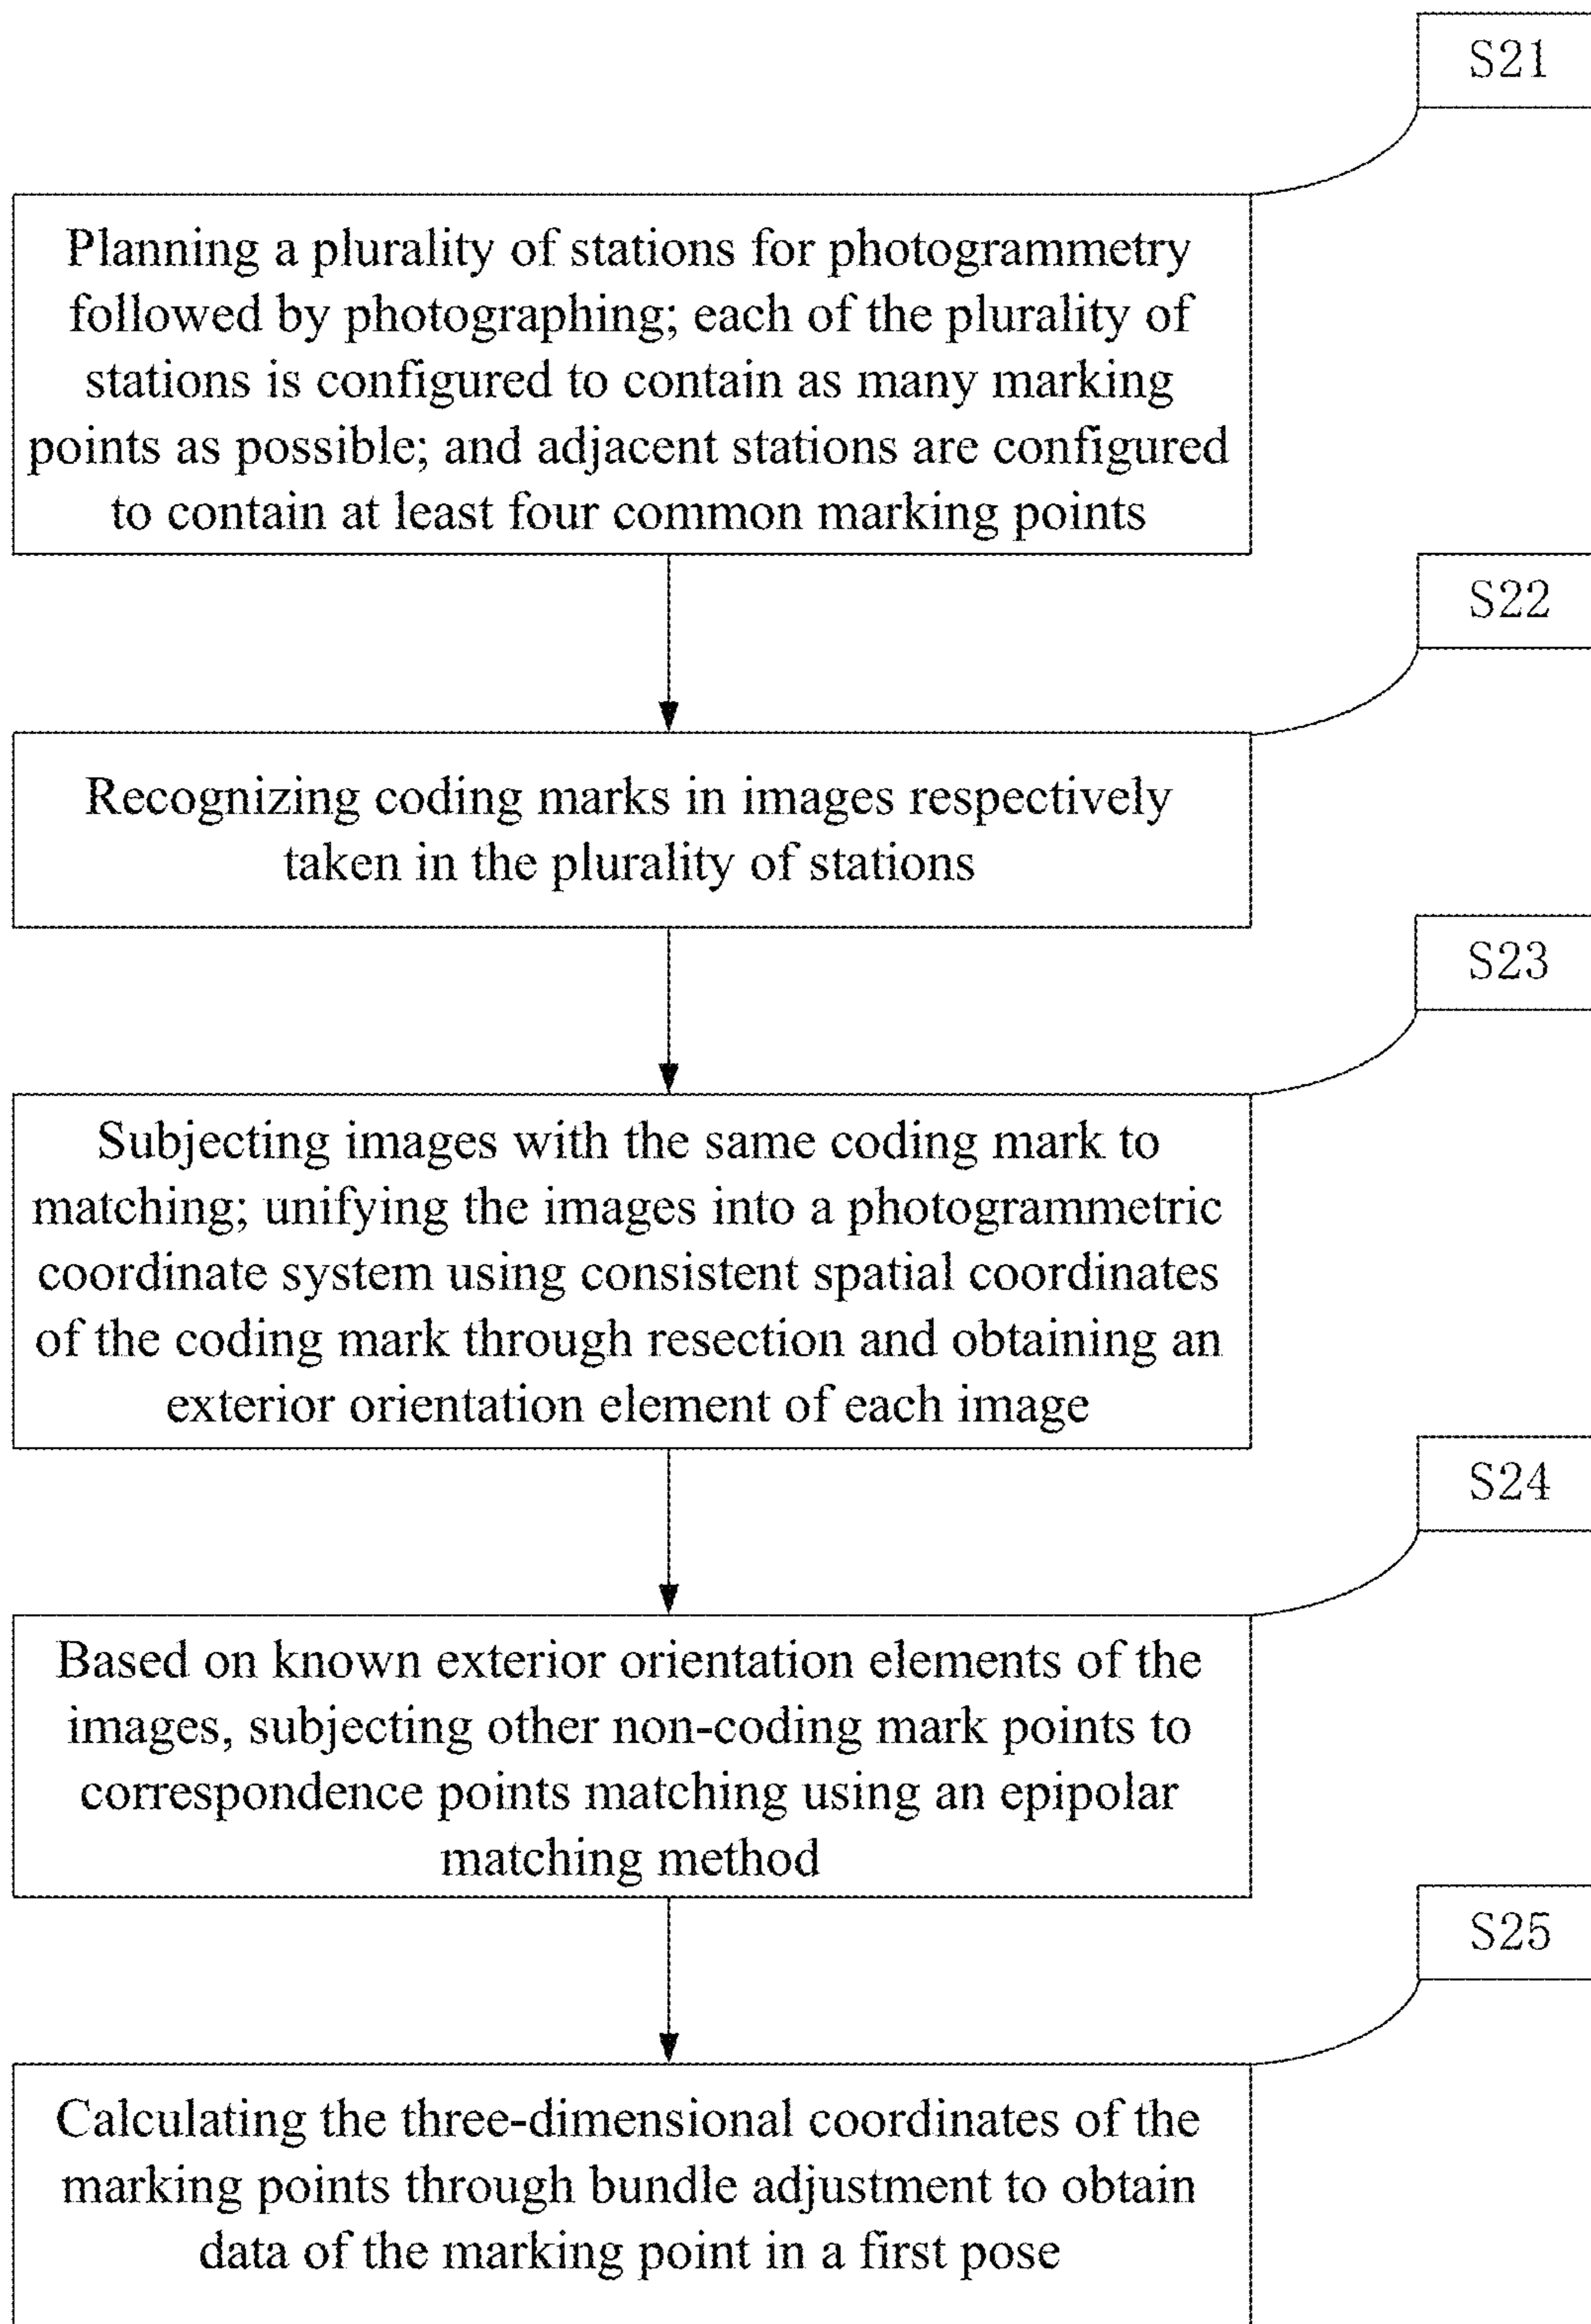 S21
Planning a plurality of stations for photogrammetry
followed by photographing; each of the plurality of
stations is configured to contain as many marking
points as possible; and adjacent stations are configured
to contain at least four common marking points
S22
Recognizing coding marks in images respectively
taken in the plurality of stations
S23
Subjecting images with the same coding mark to
matching; unifying the images into a photogrammetric
coordinate system using consistent spatial coordinates
of the coding mark through resection and obtaining an
exterior orientation element of each image
S24
Based on known exterior orientation elements of the
images, subjecting other non-coding mark points to
correspondence points matching using an epipolar
matching method
S25
Calculating the three-dimensional coordinates of the
marking points through bundle adjustment to obtain
data of the marking point in a first pose